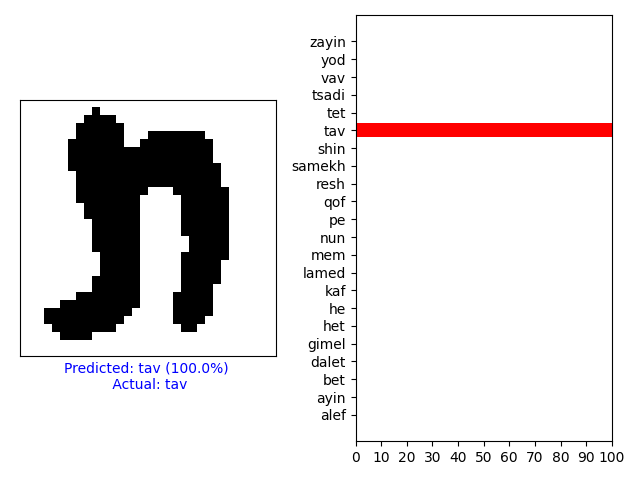 ת
Predicted: tav (100.0%)
Actual: tav
zayin
yod
vav
tsadi
tet
tav
shin
samekh
resh
qof
pe
nun
mem
lamed
kaf
he
het
gimel
dalet
bet
ayin
alef
0 10 20 30 40 50 60 70 80 90 100